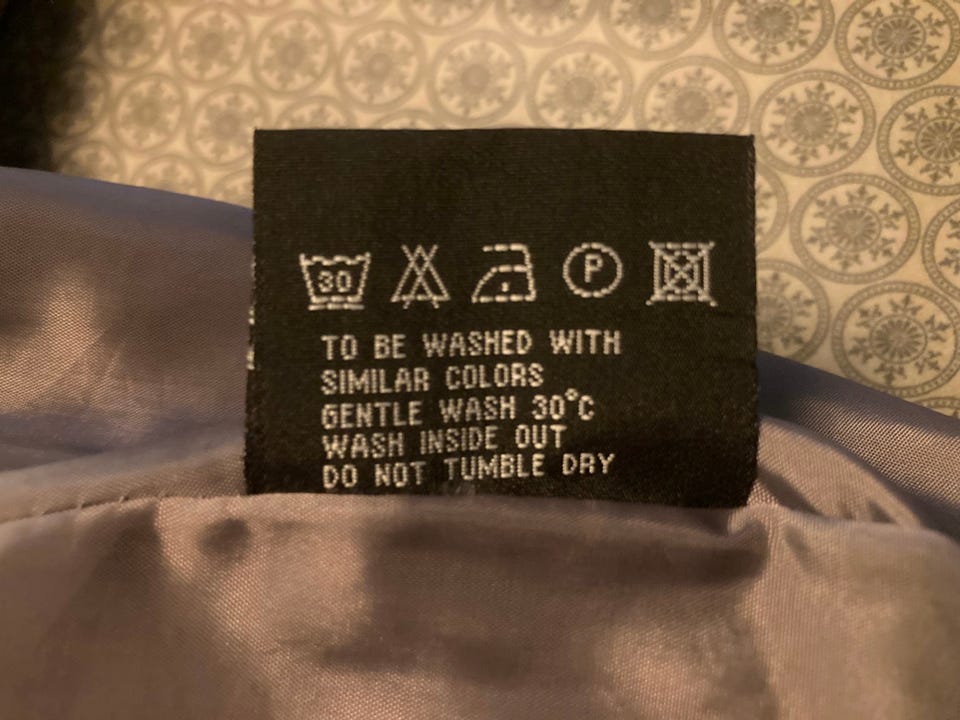 30 P
TO BE WASHED WITH
SIMILAR COLORS
GENTLE WASH 30°C
WASH INSIDE OUT
DO NOT TUMBLE DRY